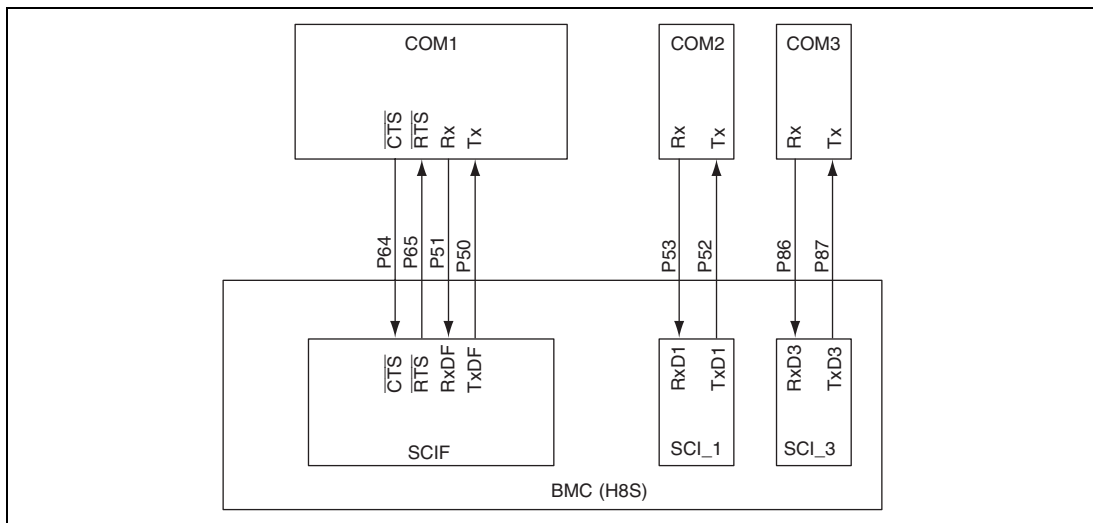 COM1
COM2
COM3
CTS
RTS
Rx
Tx
Rx
Tx
Rx
Tx
P64
P65
P51
P50
P53
P52
P86
P87
CTS
RTS
RxDF
TxDF
RxD1
TxD1
RxD3
TxD3
SCIF
SCI_1
SCI_3
BMC (H8S)